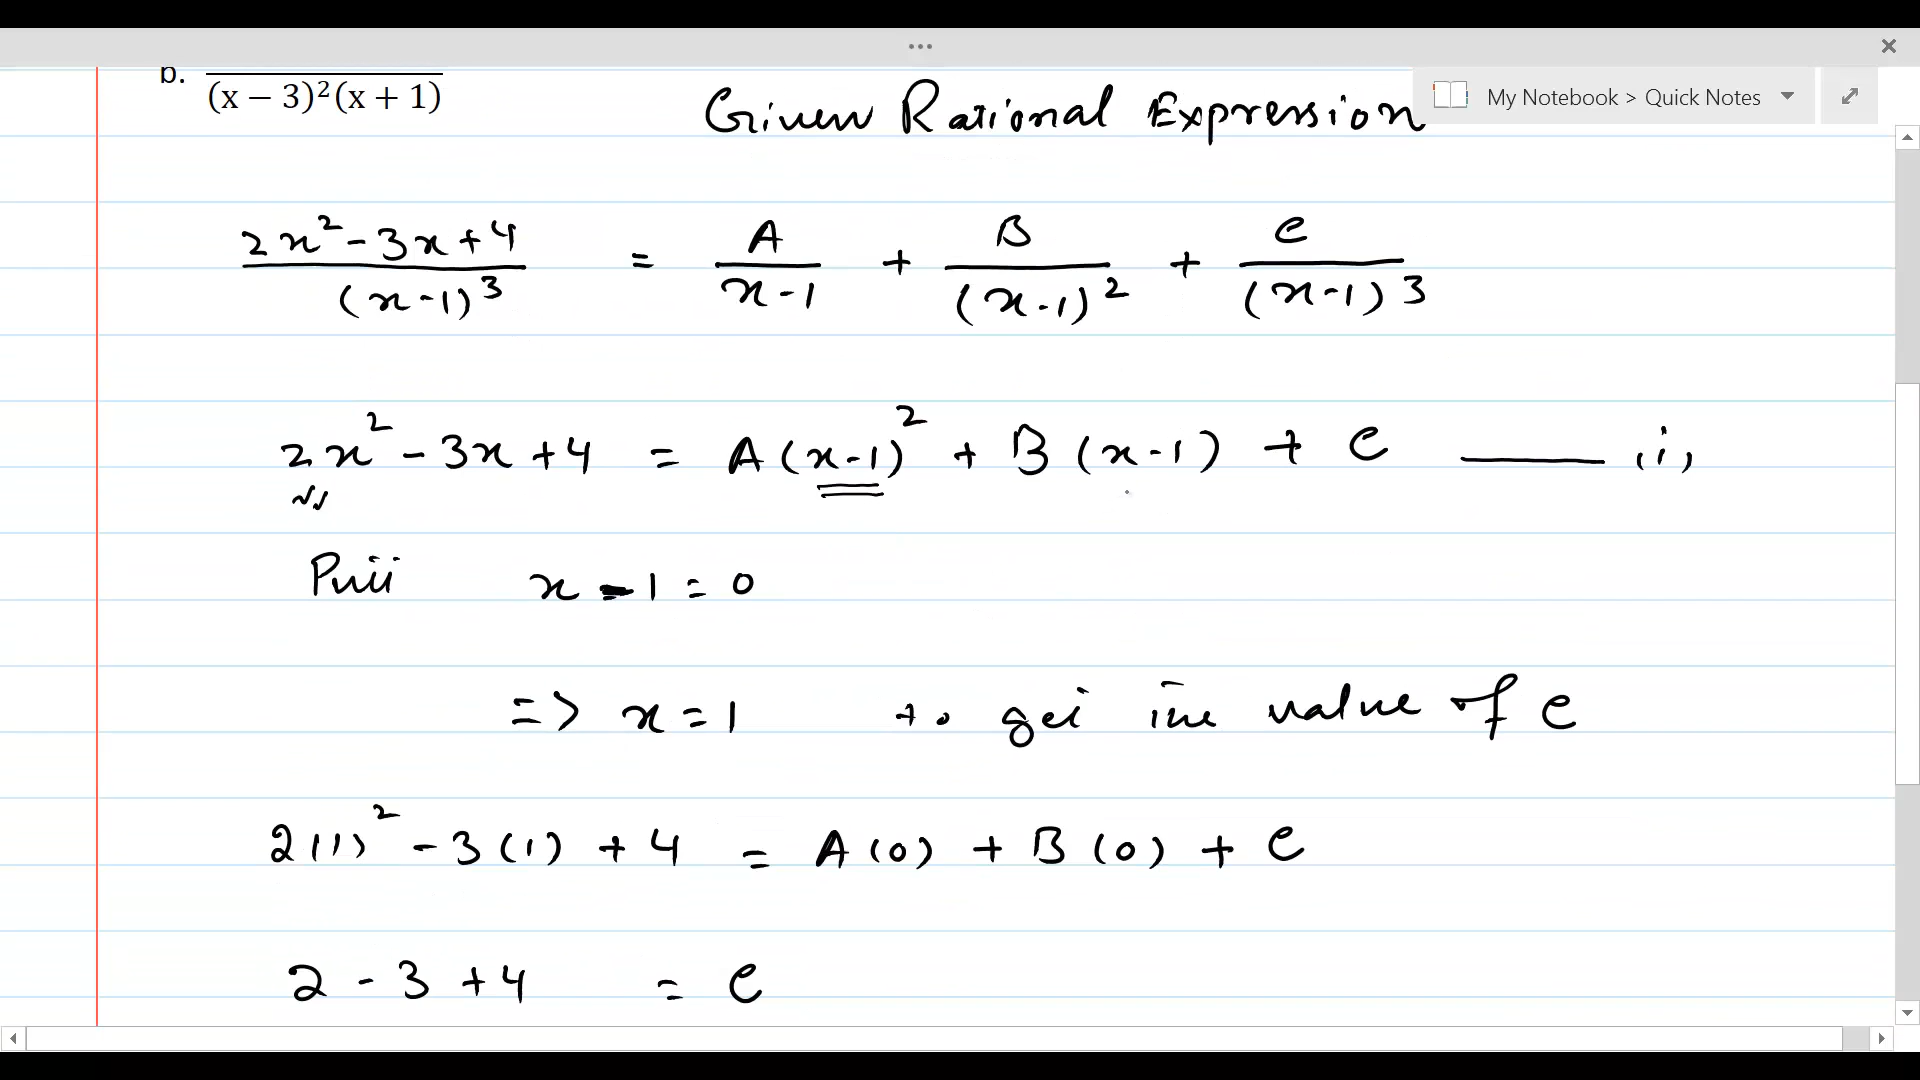 ...
b. (x − 3)²(x + 1)
My Notebook > Quick Notes
Given Rational Expression
2x² - 3x + 4 / (x-1)³ = A / x-1 + B / (x-1)² + C / (x-1)³
2x² - 3x + 4 = A(x-1)² + B(x-1) + C ——— (i)
Put x - 1 = 0
=> x = 1 to get the value of C
2(1)² - 3(1) + 4 = A(0) + B(0) + C
2 - 3 + 4 = C